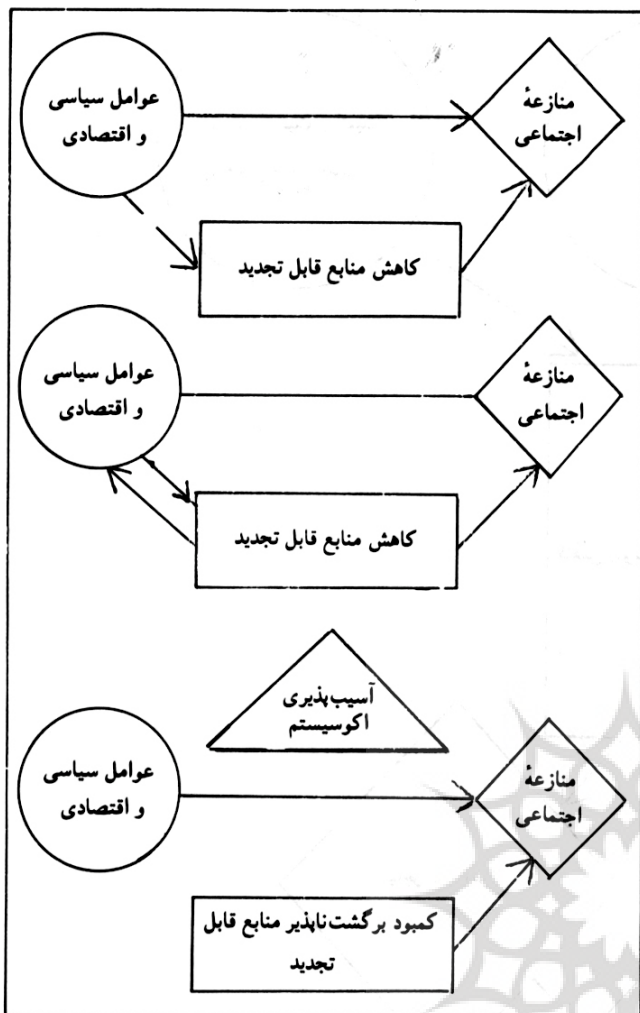 منازعهٔ
اجتماعی
عوامل سیاسی
و اقتصادی
کاهش منابع قابل تجدید
منازعهٔ
اجتماعی
عوامل سیاسی
و اقتصادی
کاهش منابع قابل تجدید
آسیب‌پذیری
اکوسیستم
منازعهٔ
اجتماعی
عوامل سیاسی
و اقتصادی
کمبود برگشت‌ناپذیر منابع قابل
تجدید